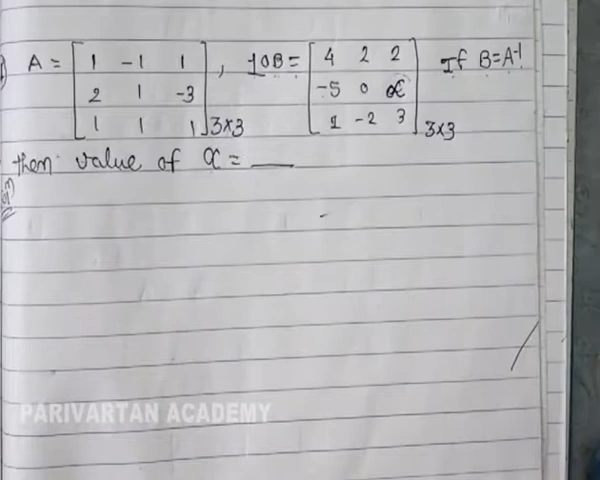 A = [ 1 -1 1 , 10B = [ 4 2 2 If B=A-1
2 1 -3 -5 0 α
1 1 1 ] 3×3 1 -2 3 ] 3×3
then value of α = __
PARIVARTAN ACADEMY